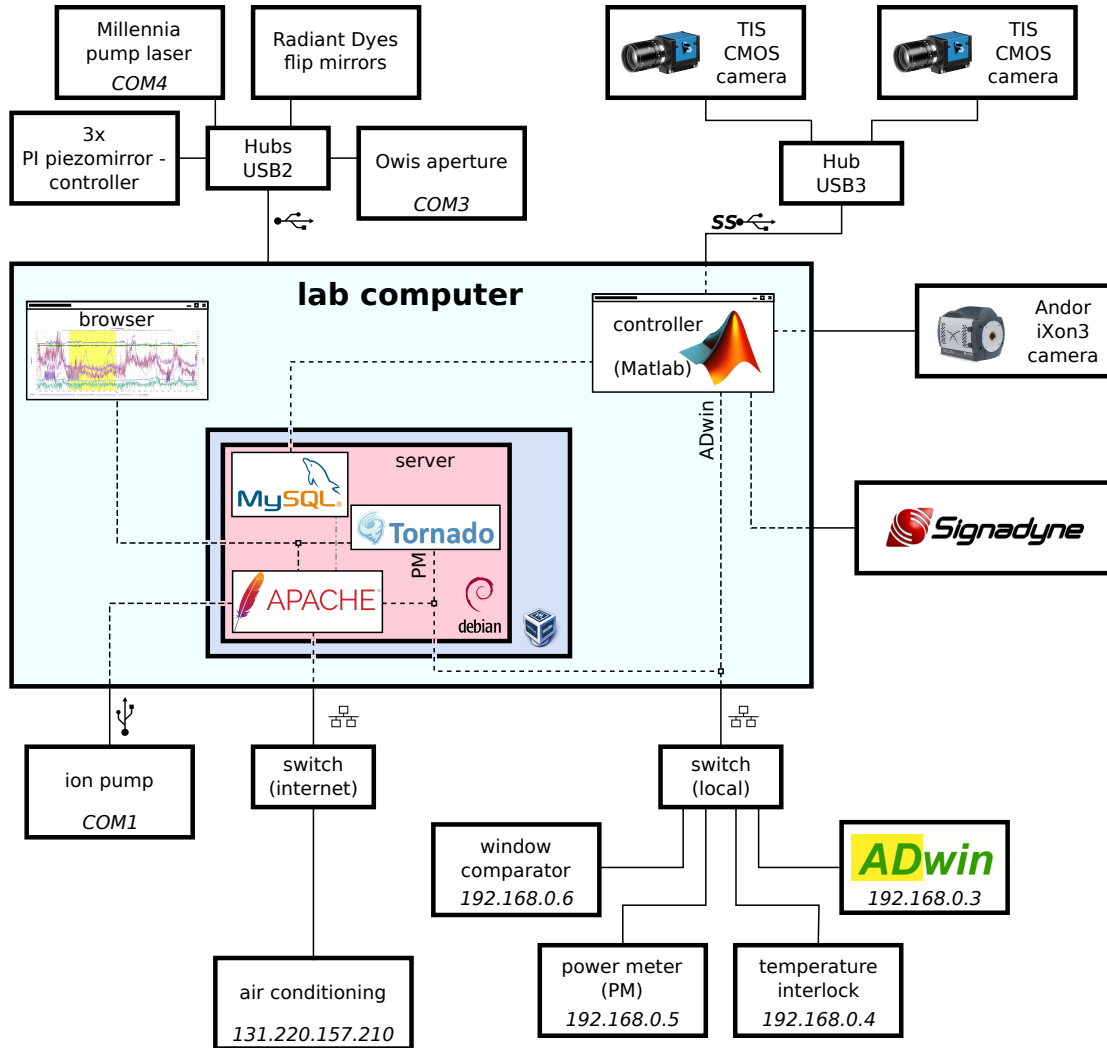 Millennia
pump laser
COM4
Radiant Dyes
flip mirrors
TIS
CMOS
camera
TIS
CMOS
camera
3x
PI piezomirror -
controller
Hubs
USB2
Owis aperture
COM3
Hub
USB3
SS
lab computer
browser
controller
(Matlab)
Andor
iXon3
camera
ADwin
server
MySQL®
Tornado
PM
APACHE
debian
Signadyne
ion pump
COM1
switch
(internet)
switch
(local)
window
comparator
192.168.0.6
ADwin
192.168.0.3
power meter
(PM)
192.168.0.5
temperature
interlock
192.168.0.4
air conditioning
131.220.157.210